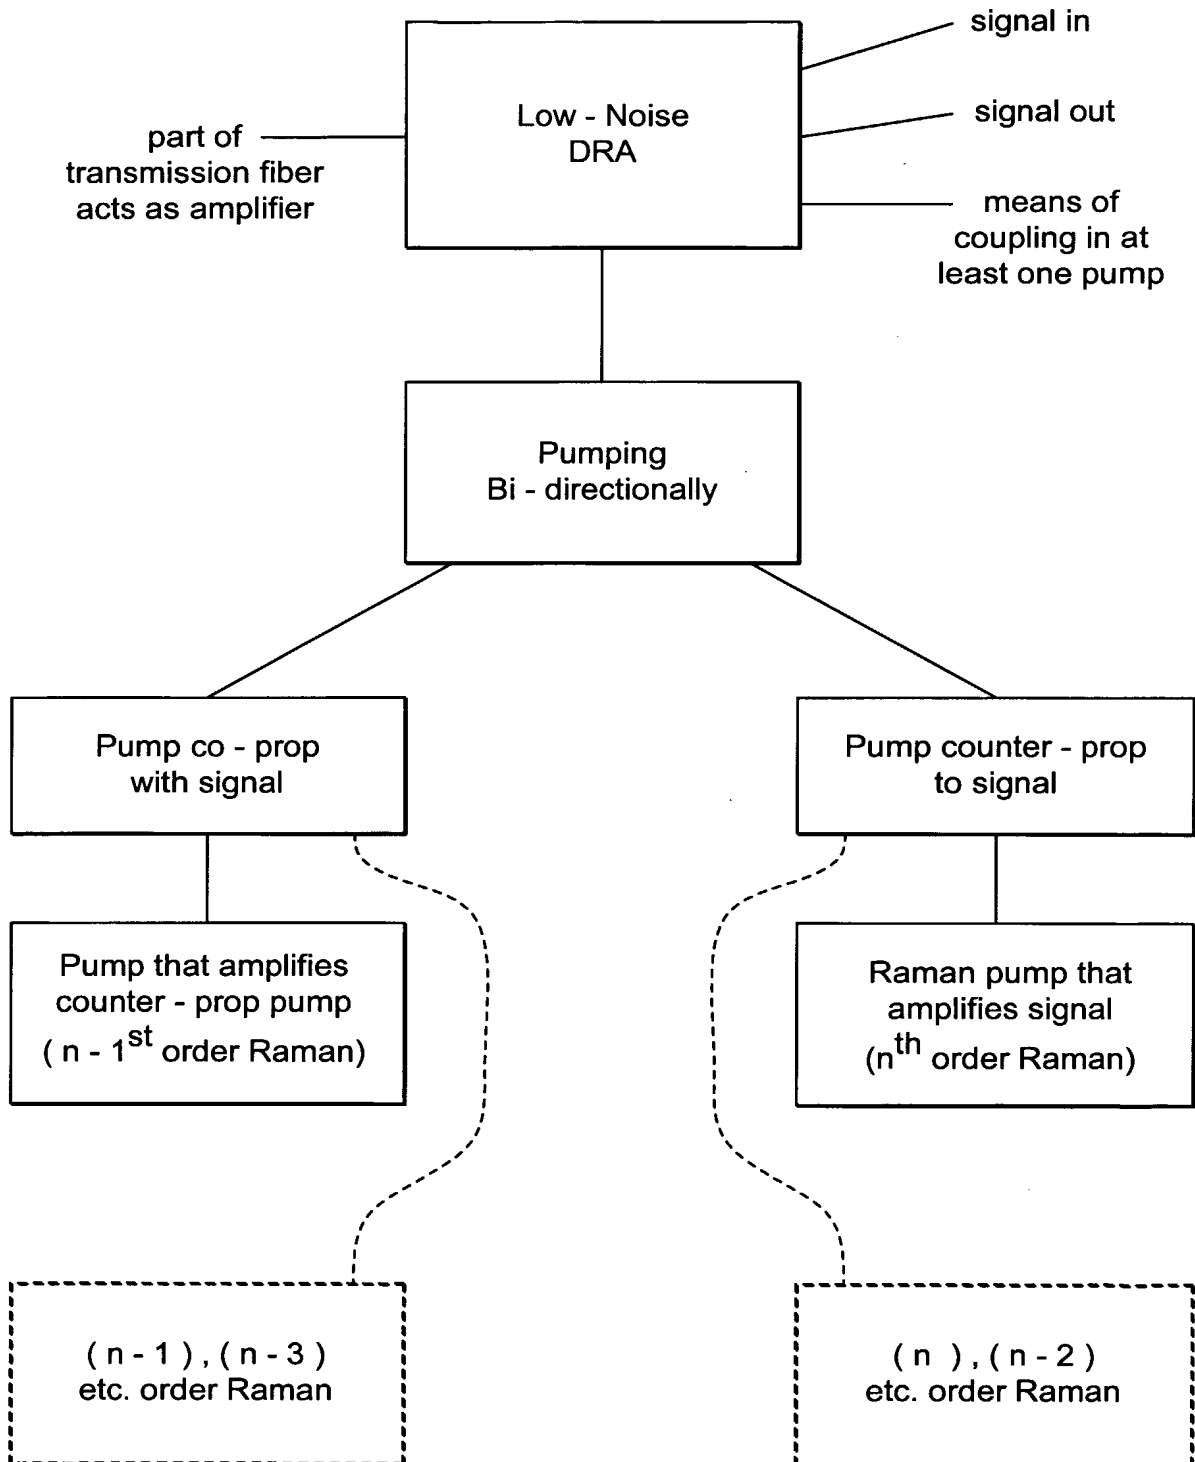 signal in
Low - Noise
DRA
signal out
part of
transmission fiber
acts as amplifier
means of
coupling in at
least one pump
Pumping
Bi - directionally
Pump co - prop
with signal
Pump counter - prop
to signal
Pump that amplifies
counter - prop pump
( n - 1st order Raman)
Raman pump that
amplifies signal
(nth order Raman)
( n - 1 ) , ( n - 3 )
etc. order Raman
( n ) , ( n - 2 )
etc. order Raman